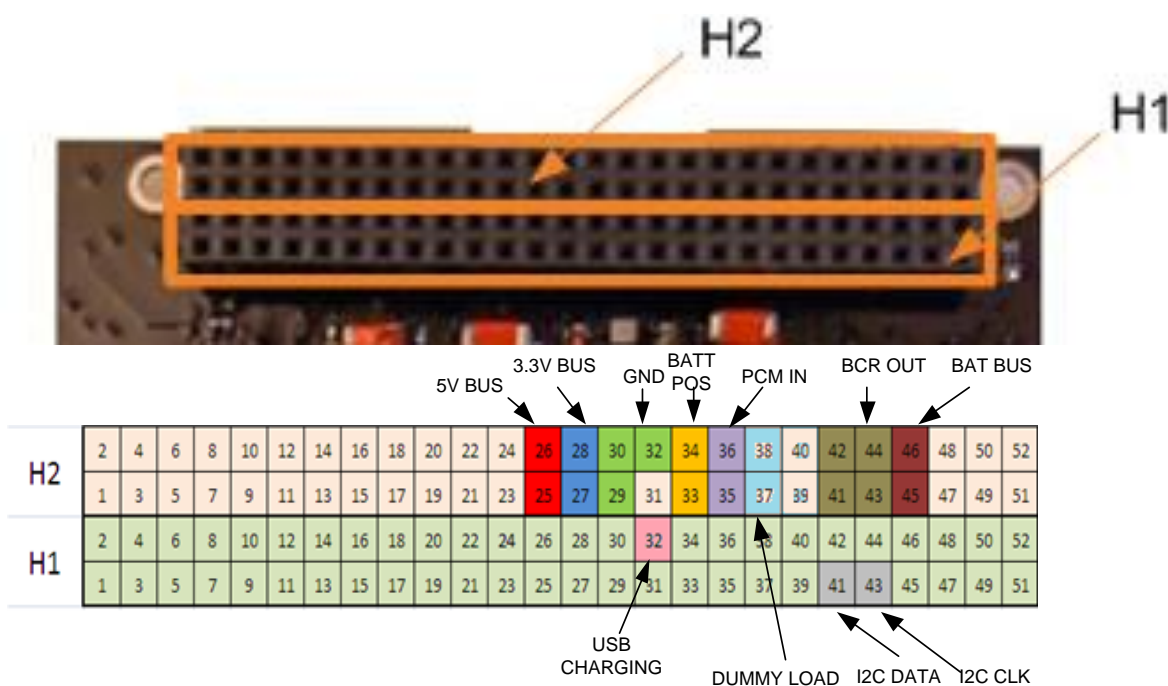 H2
H1
5V BUS
3.3V BUS
GND
BATT
POS
PCM IN
BCR OUT
BAT BUS
H2
2 4 6 8 10 12 14 16 18 20 22 24 26 28 30 32 34 36 38 40 42 44 46 48 50 52
1 3 5 7 9 11 13 15 17 19 21 23 25 27 29 31 33 35 37 39 41 43 45 47 49 51
H1
2 4 6 8 10 12 14 16 18 20 22 24 26 28 30 32 34 36 38 40 42 44 46 48 50 52
1 3 5 7 9 11 13 15 17 19 21 23 25 27 29 31 33 35 37 39 41 43 45 47 49 51
USB
CHARGING
DUMMY LOAD
I2C DATA
I2C CLK